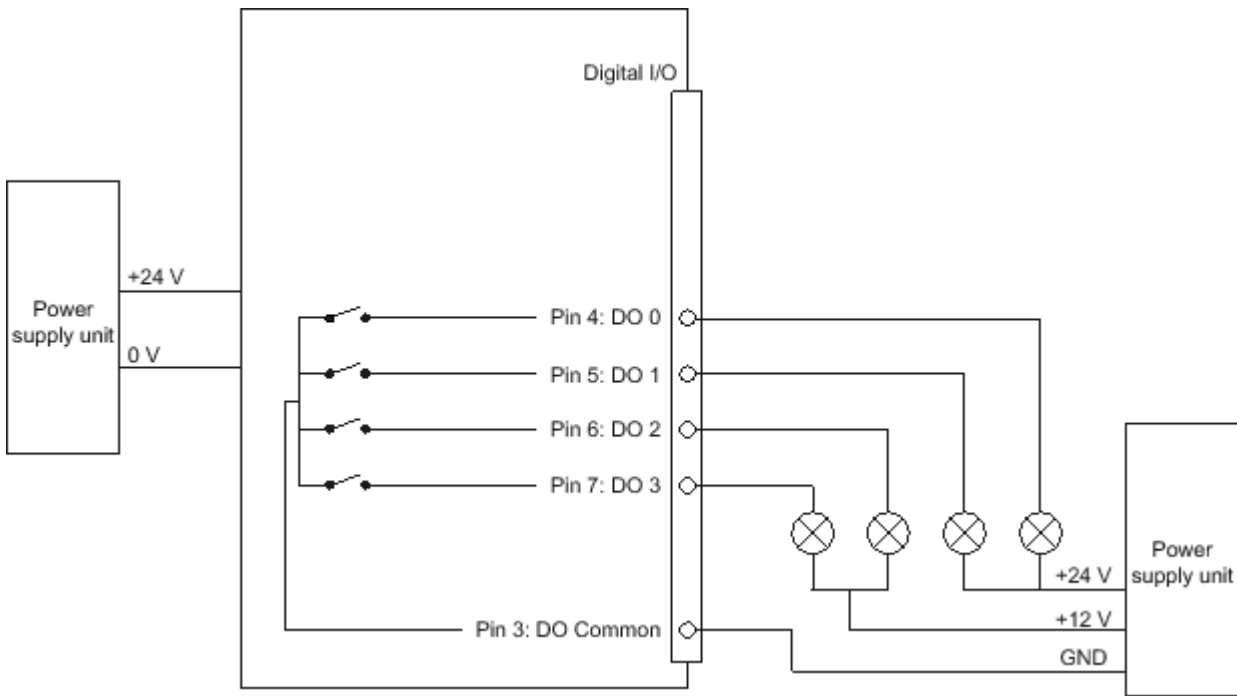 Digital I/O
Power
supply unit
+24 V
0 V
Pin 4: DO 0
Pin 5: DO 1
Pin 6: DO 2
Pin 7: DO 3
Pin 3: DO Common
+24 V
+12 V
GND
Power
supply unit